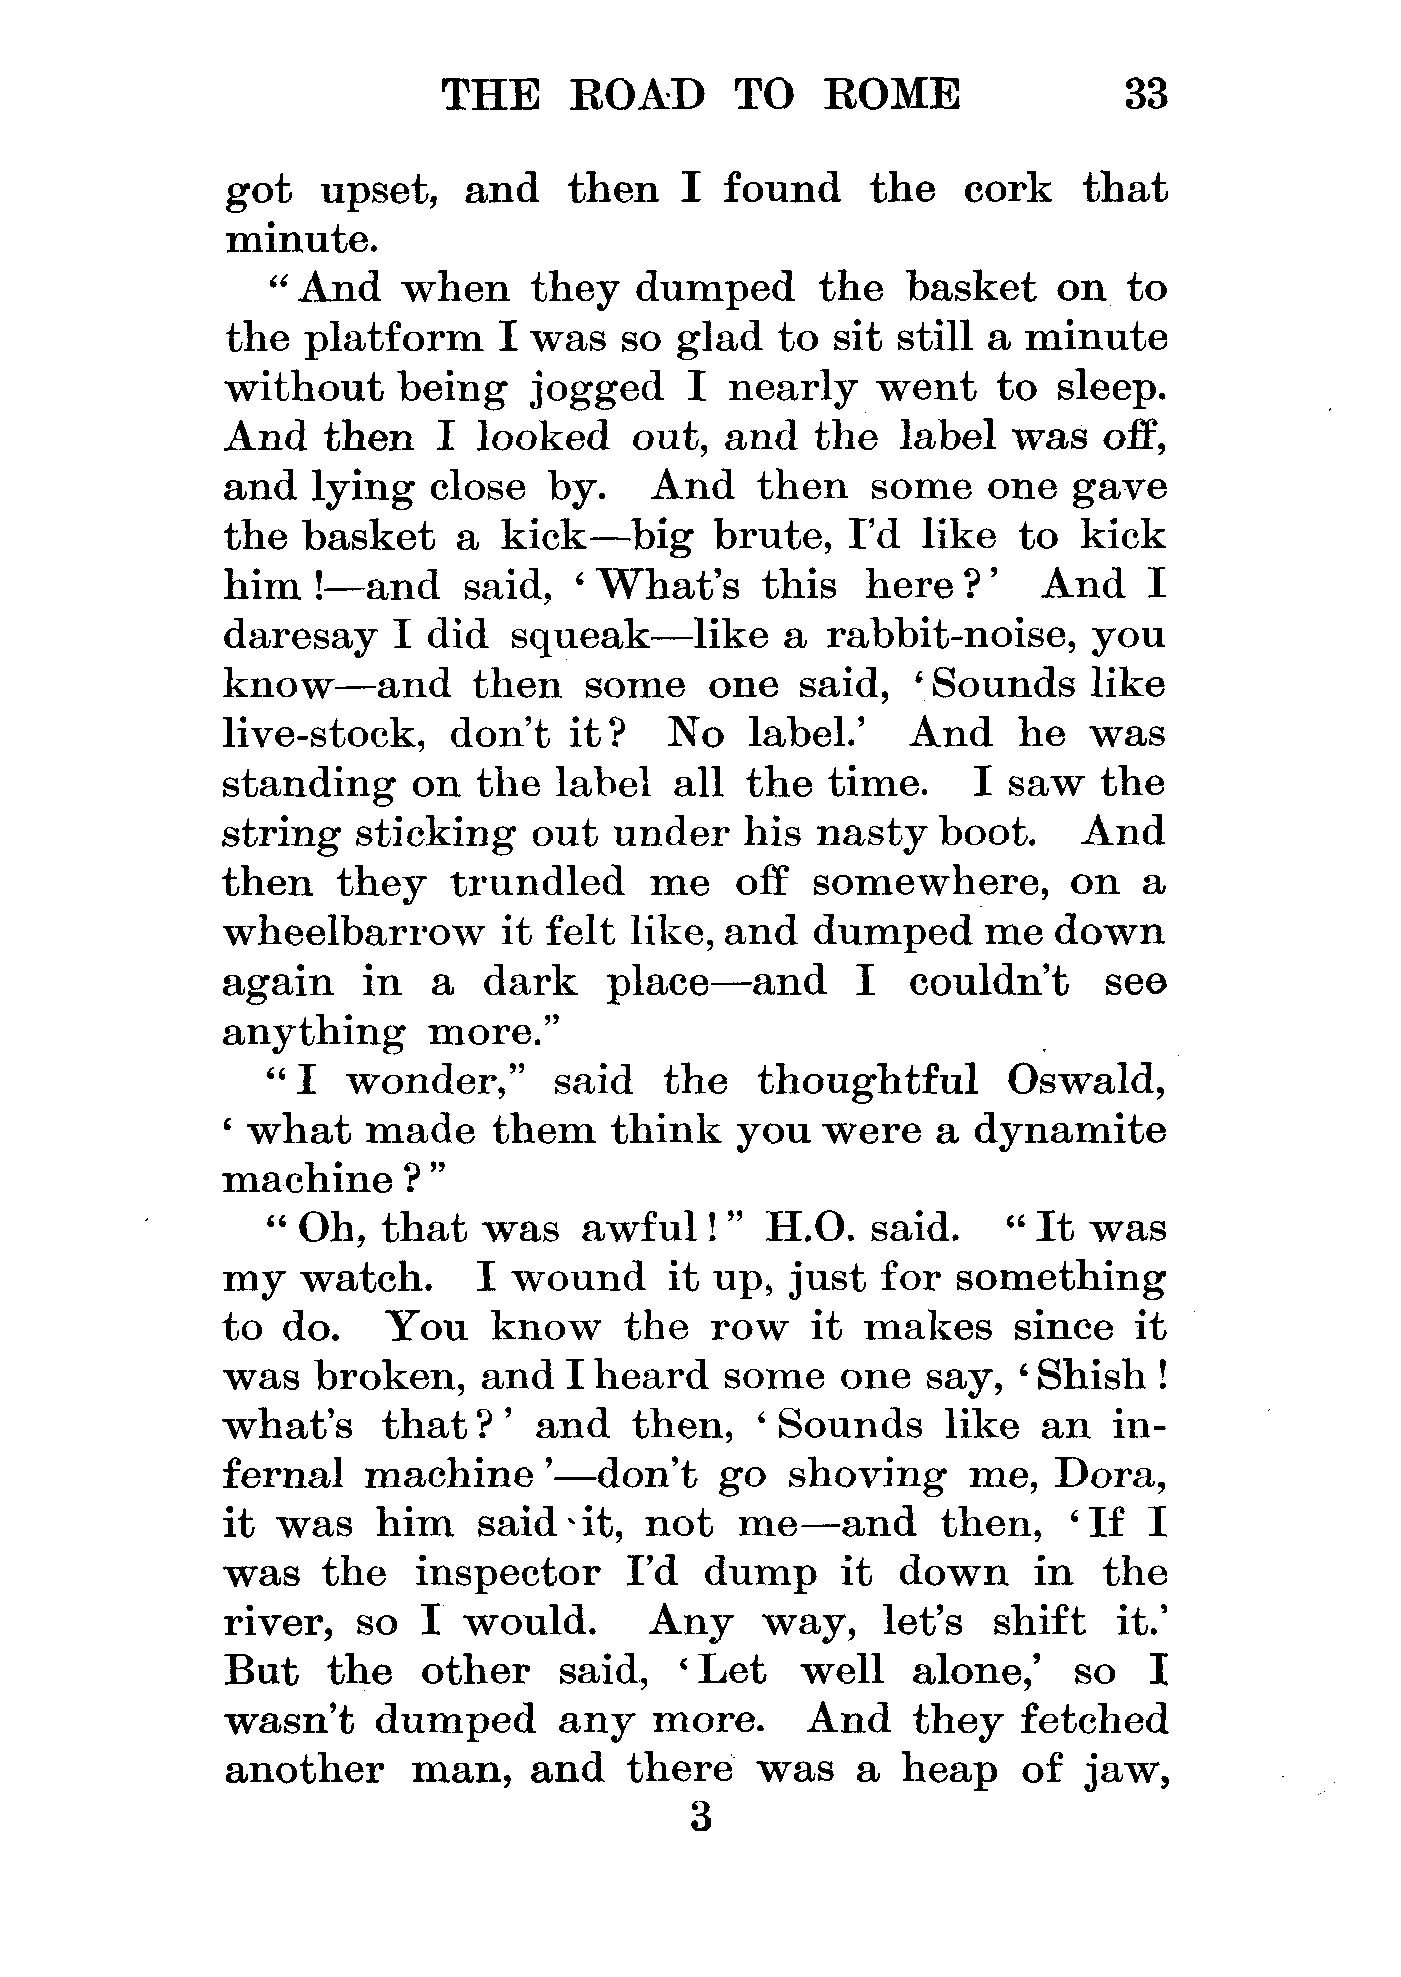 THE ROAD TO ROME 33
got upset, and then I found the cork that
minute.
“And when they dumped the basket on to
the platform I was so glad to sit still a minute
without being jogged I nearly went to sleep.
And then I looked out, and the label was off,
and lying close by. And then some one gave
the basket a kick—big brute, I'd like to kick
him!—and said, ‘What's this here?’ And I
daresay I did squeak—like a rabbit-noise, you
know—and then some one said, ‘Sounds like
live-stock, don't it? No label.’ And he was
standing on the label all the time. I saw the
string sticking out under his nasty boot. And
then they trundled me off somewhere, on a
wheelbarrow it felt like, and dumped me down
again in a dark place—and I couldn't see
anything more.”
“I wonder,” said the thoughtful Oswald,
‘what made them think you were a dynamite
machine?”
“Oh, that was awful!” H.O. said. “It was
my watch. I wound it up, just for something
to do. You know the row it makes since it
was broken, and I heard some one say, ‘Shish!
what's that?’ and then, ‘Sounds like an in-
fernal machine’—don't go shoving me, Dora,
it was him said it, not me—and then, ‘If I
was the inspector I'd dump it down in the
river, so I would. Any way, let's shift it.’
But the other said, ‘Let well alone,’ so I
wasn't dumped any more. And they fetched
another man, and there was a heap of jaw,
3